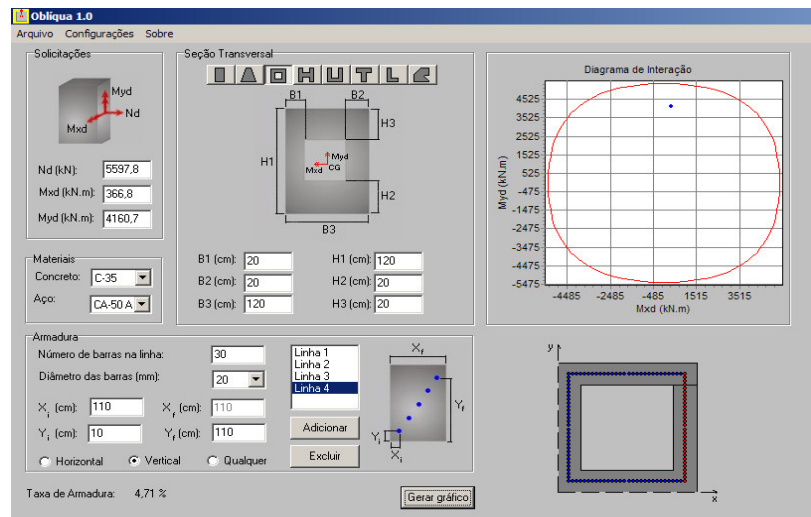 Oblíqua 1.0
Arquivo Configurações Sobre
Solicitações
Myd
Nd
Mxd
Nd (kN): 5597,8
Mxd (kN.m): 366,8
Myd (kN.m): 4160,7
Materiais
Concreto: C-35
Aço: CA-50 A
Seção Transversal
B1 B2
H3
H1
Myd
Mxd CG
H2
B3
B1 (cm): 20 H1 (cm): 120
B2 (cm): 20 H2 (cm): 20
B3 (cm): 120 H3 (cm): 20
Diagrama de Interação
Myd (kN.m)
4525
3525
2525
1525
525
-475
-1475
-2475
-3475
-4475
-5475
-4485 -2485 -485 1515 3515
Mxd (kN.m)
Armadura
Número de barras na linha: 30
Diâmetro das barras (mm): 20
Xi (cm): 110 Xf (cm): 110
Yi (cm): 10 Yf (cm): 110
Horizontal Vertical Qualquer
Linha 1
Linha 2
Linha 3
Linha 4
Adicionar
Excluir
Xf
Yf
Yi
Xi
Taxa de Armadura: 4,71 %
Gerar gráfico
y
x